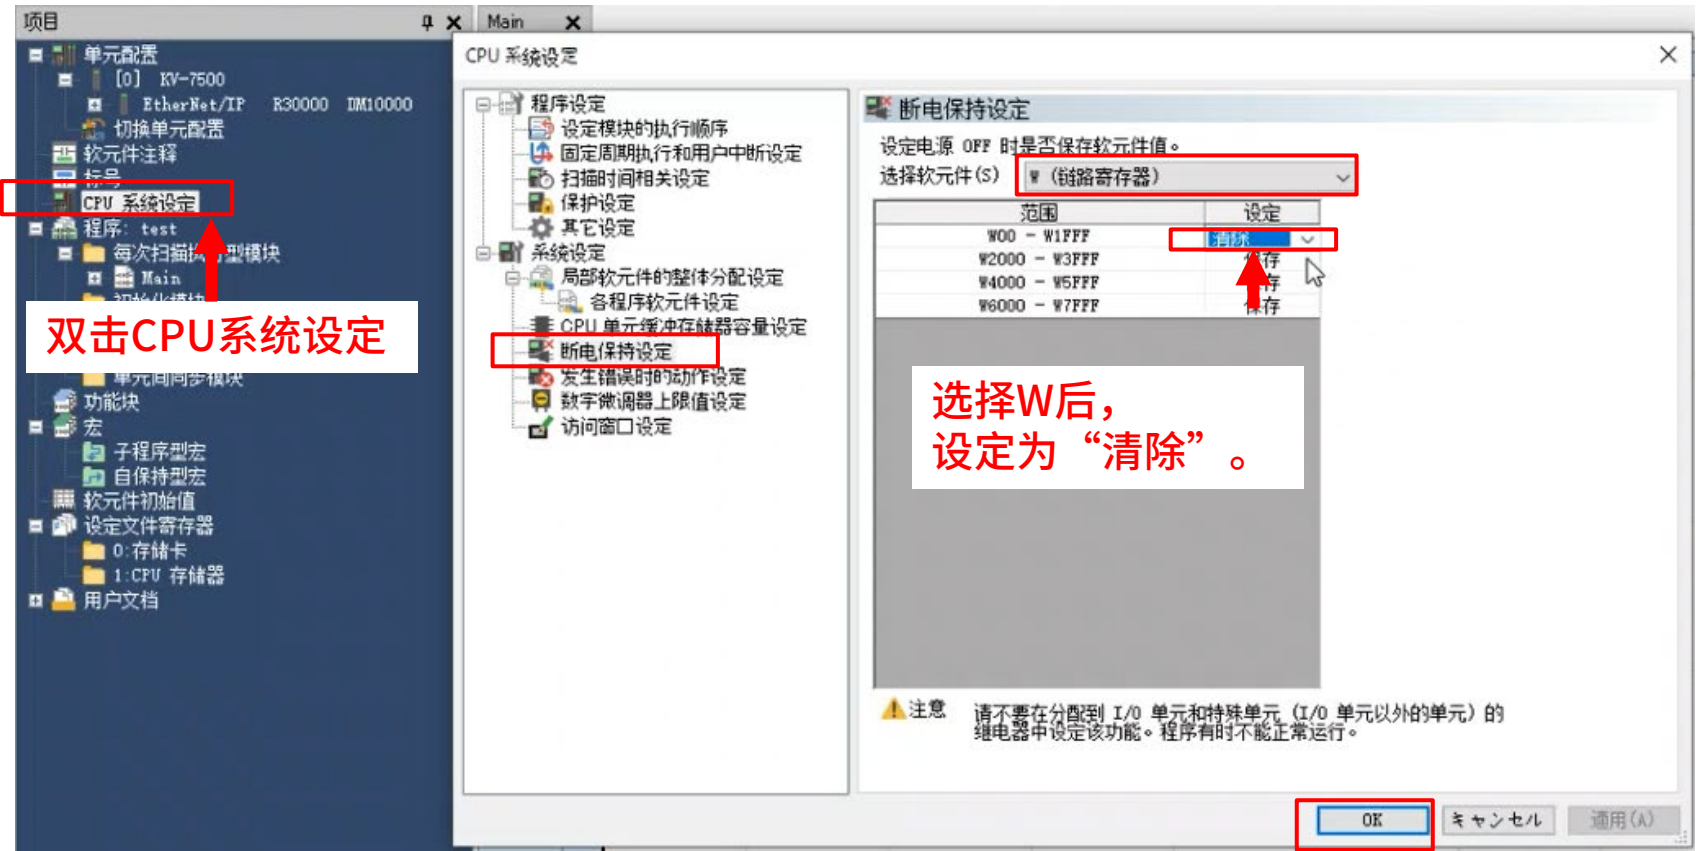 项目
Main
单元配置
[0] KV-7500
EtherNet/IP R30000 DM10000
切换单元配置
软元件注释
标号
CPU 系统设定
程序: test
每次扫描执行型模块
Main
初始化模块
双击CPU系统设定
单元间同步模块
功能块
宏
子程序型宏
自保持型宏
软元件初始值
设定文件寄存器
0:存储卡
1:CPU 存储器
用户文档
CPU 系统设定
程序设定
设定模块的执行顺序
固定周期执行和用户中断设定
扫描时间相关设定
保护设定
其它设定
系统设定
局部软元件的整体分配设定
各程序软元件设定
CPU 单元缓冲存储器容量设定
断电保持设定
发生错误时的动作设定
数字微调器上限值设定
访问窗口设定
断电保持设定
设定电源 OFF 时是否保存软元件值。
选择软元件(S) W (链路寄存器)
范围 设定
W00 - W1FFF 清除
W2000 - W3FFF 保存
W4000 - W5FFF 保存
W6000 - W7FFF 保存
选择W后，
设定为“清除”。
注意 请不要在分配到 I/O 单元和特殊单元 (I/O 单元以外的单元) 的
继电器中设定该功能。程序有时不能正常运行。
OK キャンセル 適用(A)